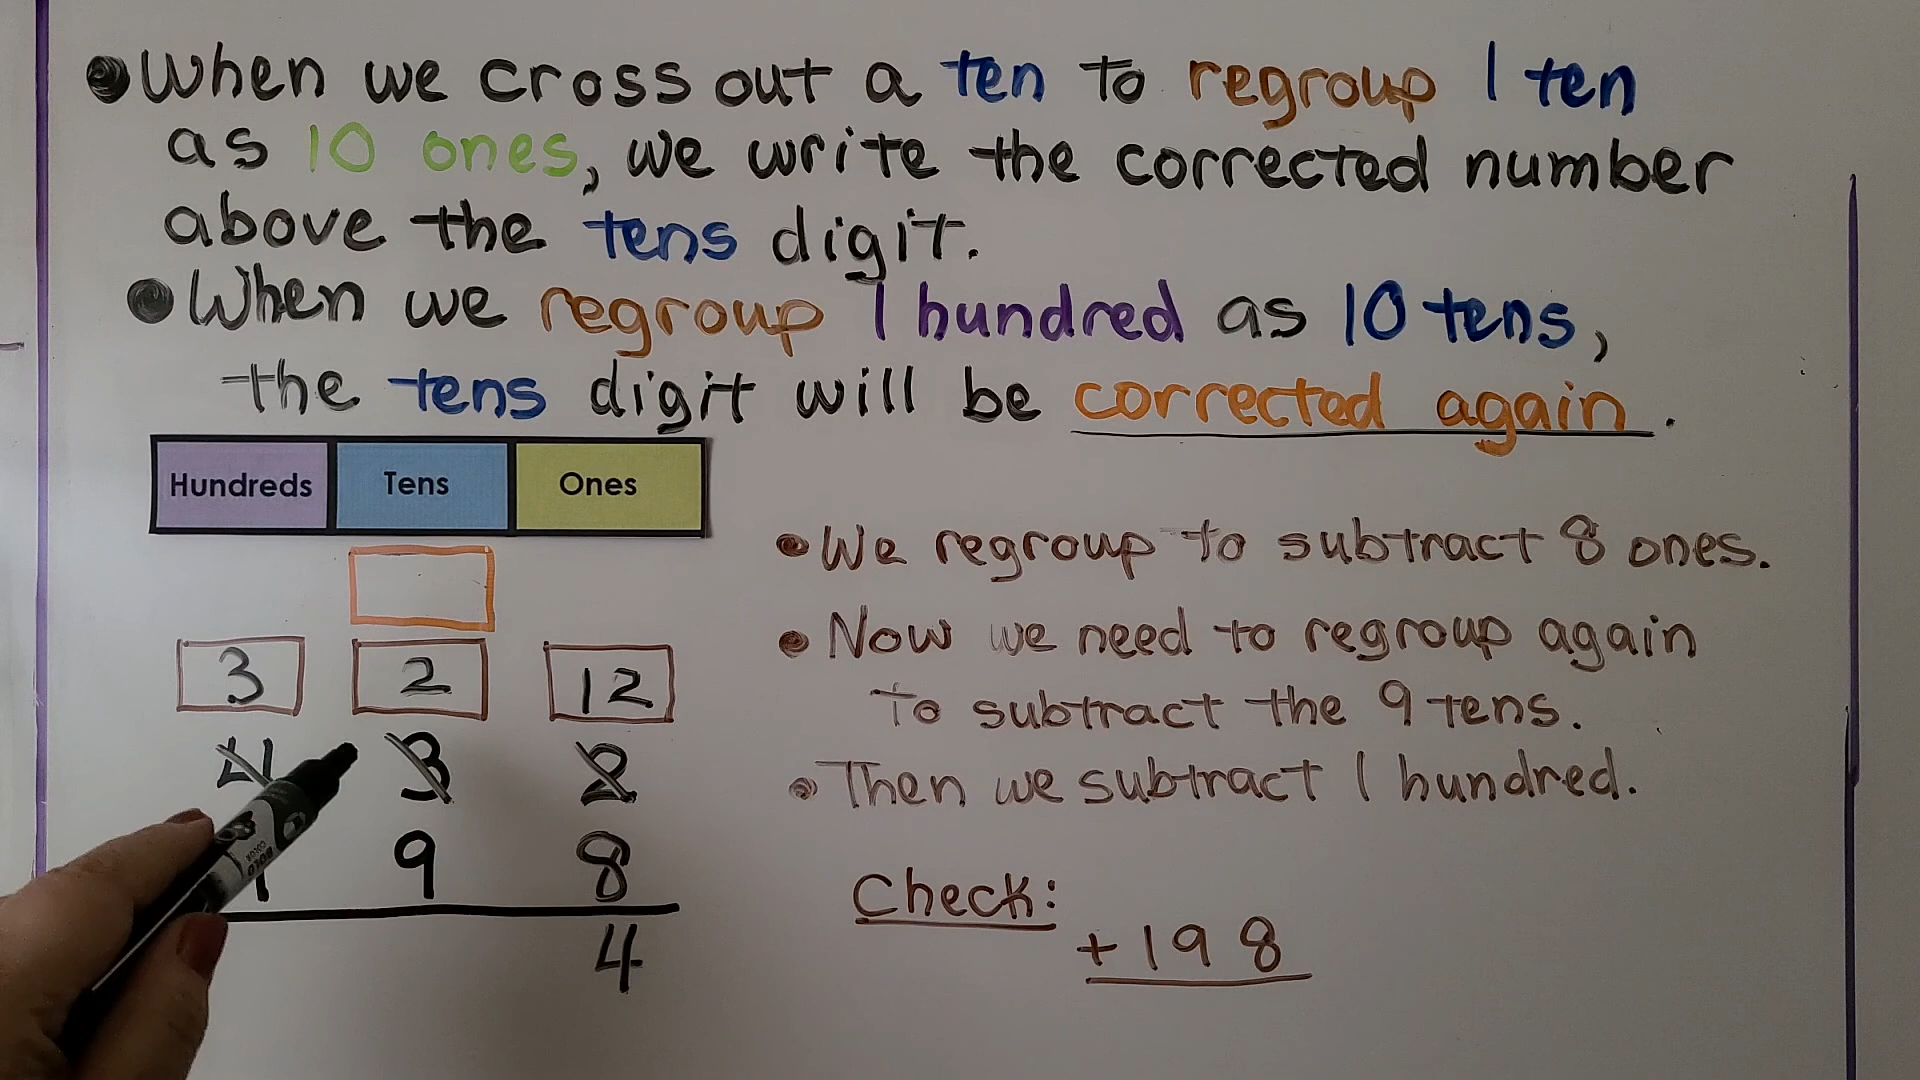 When we cross out a ten to regroup 1 ten
as 10 ones, we write the corrected number
above the tens digit.
When we regroup 1 hundred as 10 tens,
the tens digit will be corrected again.
Hundreds Tens Ones
We regroup to subtract 8 ones.
Now we need to regroup again
to subtract the 9 tens.
Then we subtract 1 hundred.
3 2 12
4 3 2
1 9 8
4
Check:
+198